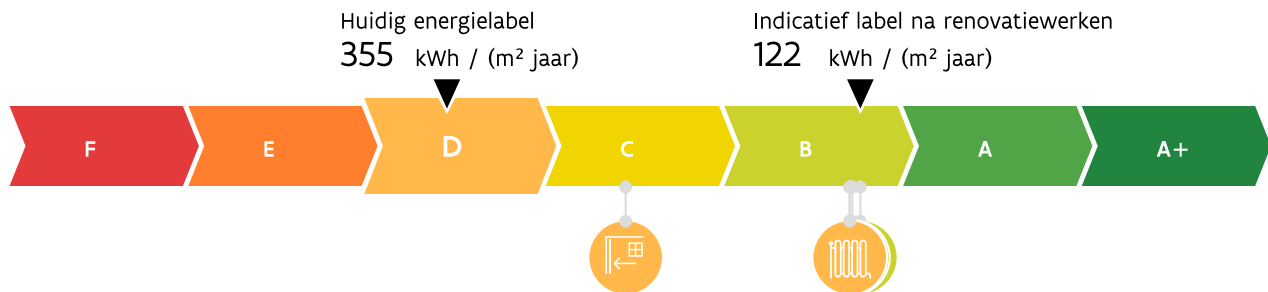 Huidig energielabel
355 kWh / (m² jaar)
Indicatief label na renovatiewerken
122 kWh / (m² jaar)
F E D C B A A+